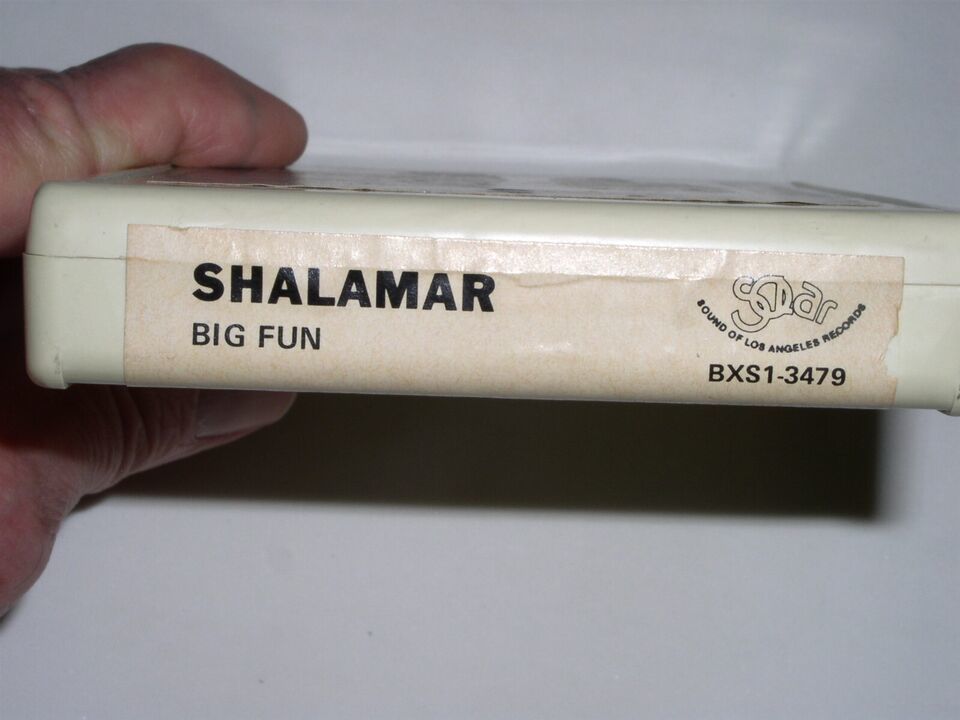 SHALAMAR
BIG FUN
Solar
SOUND OF LOS ANGELES RECORDS
BXS1-3479